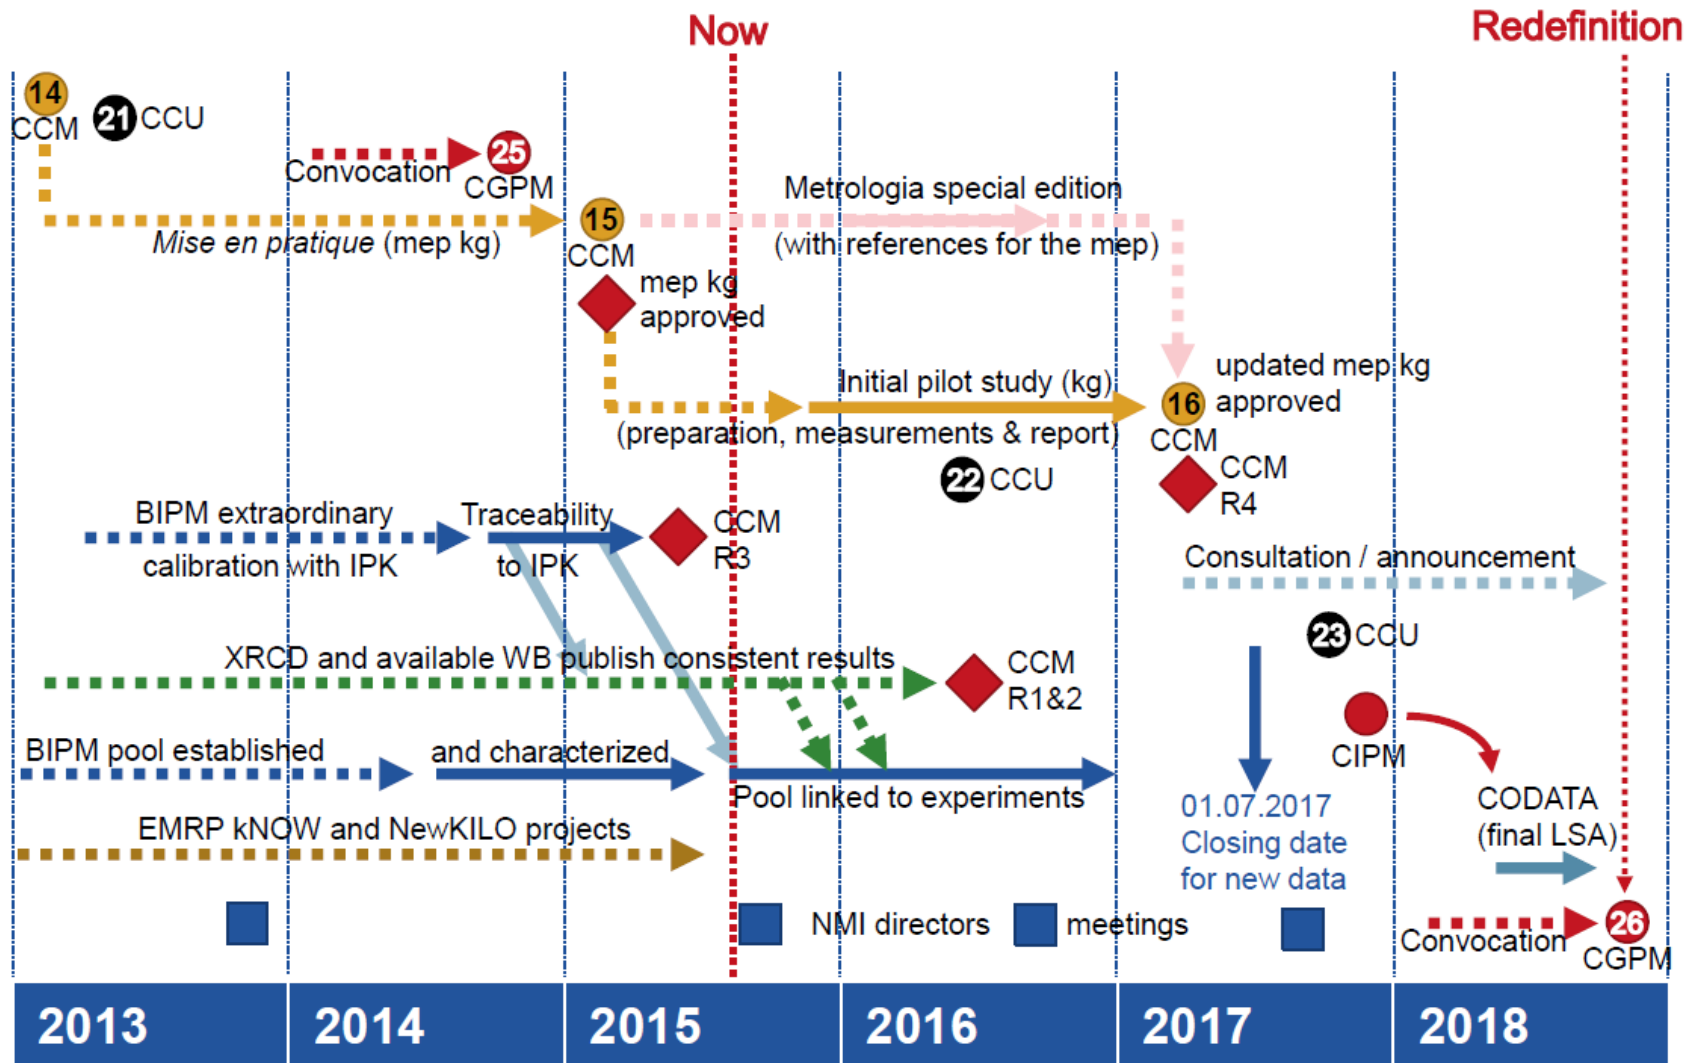 Now
Redefinition
14
CCM
21 CCU
Convocation
25
CGPM
Mise en pratique (mep kg)
15
CCM
mep kg
approved
Metrologia special edition
(with references for the mep)
Initial pilot study (kg)
(preparation, measurements & report)
updated mep kg
approved
16
CCM
CCM
R4
22 CCU
BIPM extraordinary
calibration with IPK
Traceability
to IPK
CCM
R3
Consultation / announcement
23 CCU
XRCD and available WB publish consistent results
CCM
R1&2
CIPM
BIPM pool established
and characterized
Pool linked to experiments
01.07.2017
Closing date
for new data
CODATA
(final LSA)
EMRP kNOW and NewKILO projects
NMI directors meetings
Convocation
26
CGPM
2013 2014 2015 2016 2017 2018